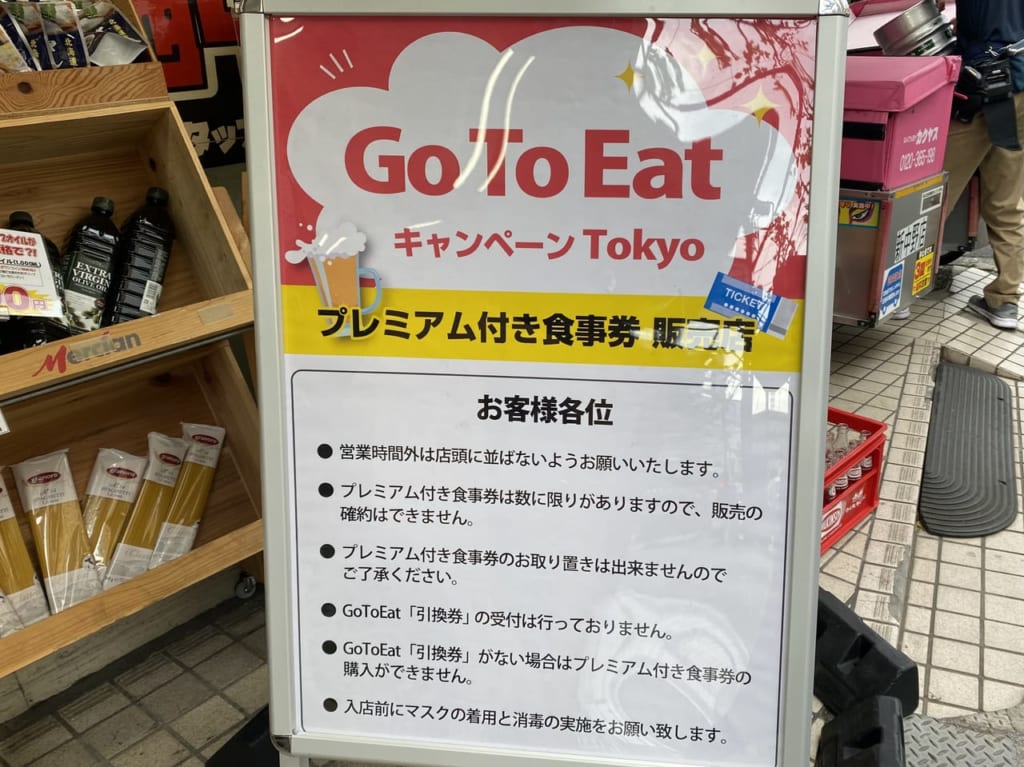 Go To Eat
キャンペーン Tokyo
TICKET
プレミアム付き食事券 販売店
お客様各位
● 営業時間外は店頭に並ばないようお願いいたします。
● プレミアム付き食事券は数に限りがありますので、販売の
確約はできません。
● プレミアム付き食事券のお取り置きは出来ませんので
ご了承ください。
● GoToEat「引換券」の受付は行っておりません。
● GoToEat「引換券」がない場合はプレミアム付き食事券の
購入ができません。
● 入店前にマスクの着用と消毒の実施をお願い致します。
EXTRA
VIRGIN
OLIVE OIL
Mercian
カクヤス
0120-365-198